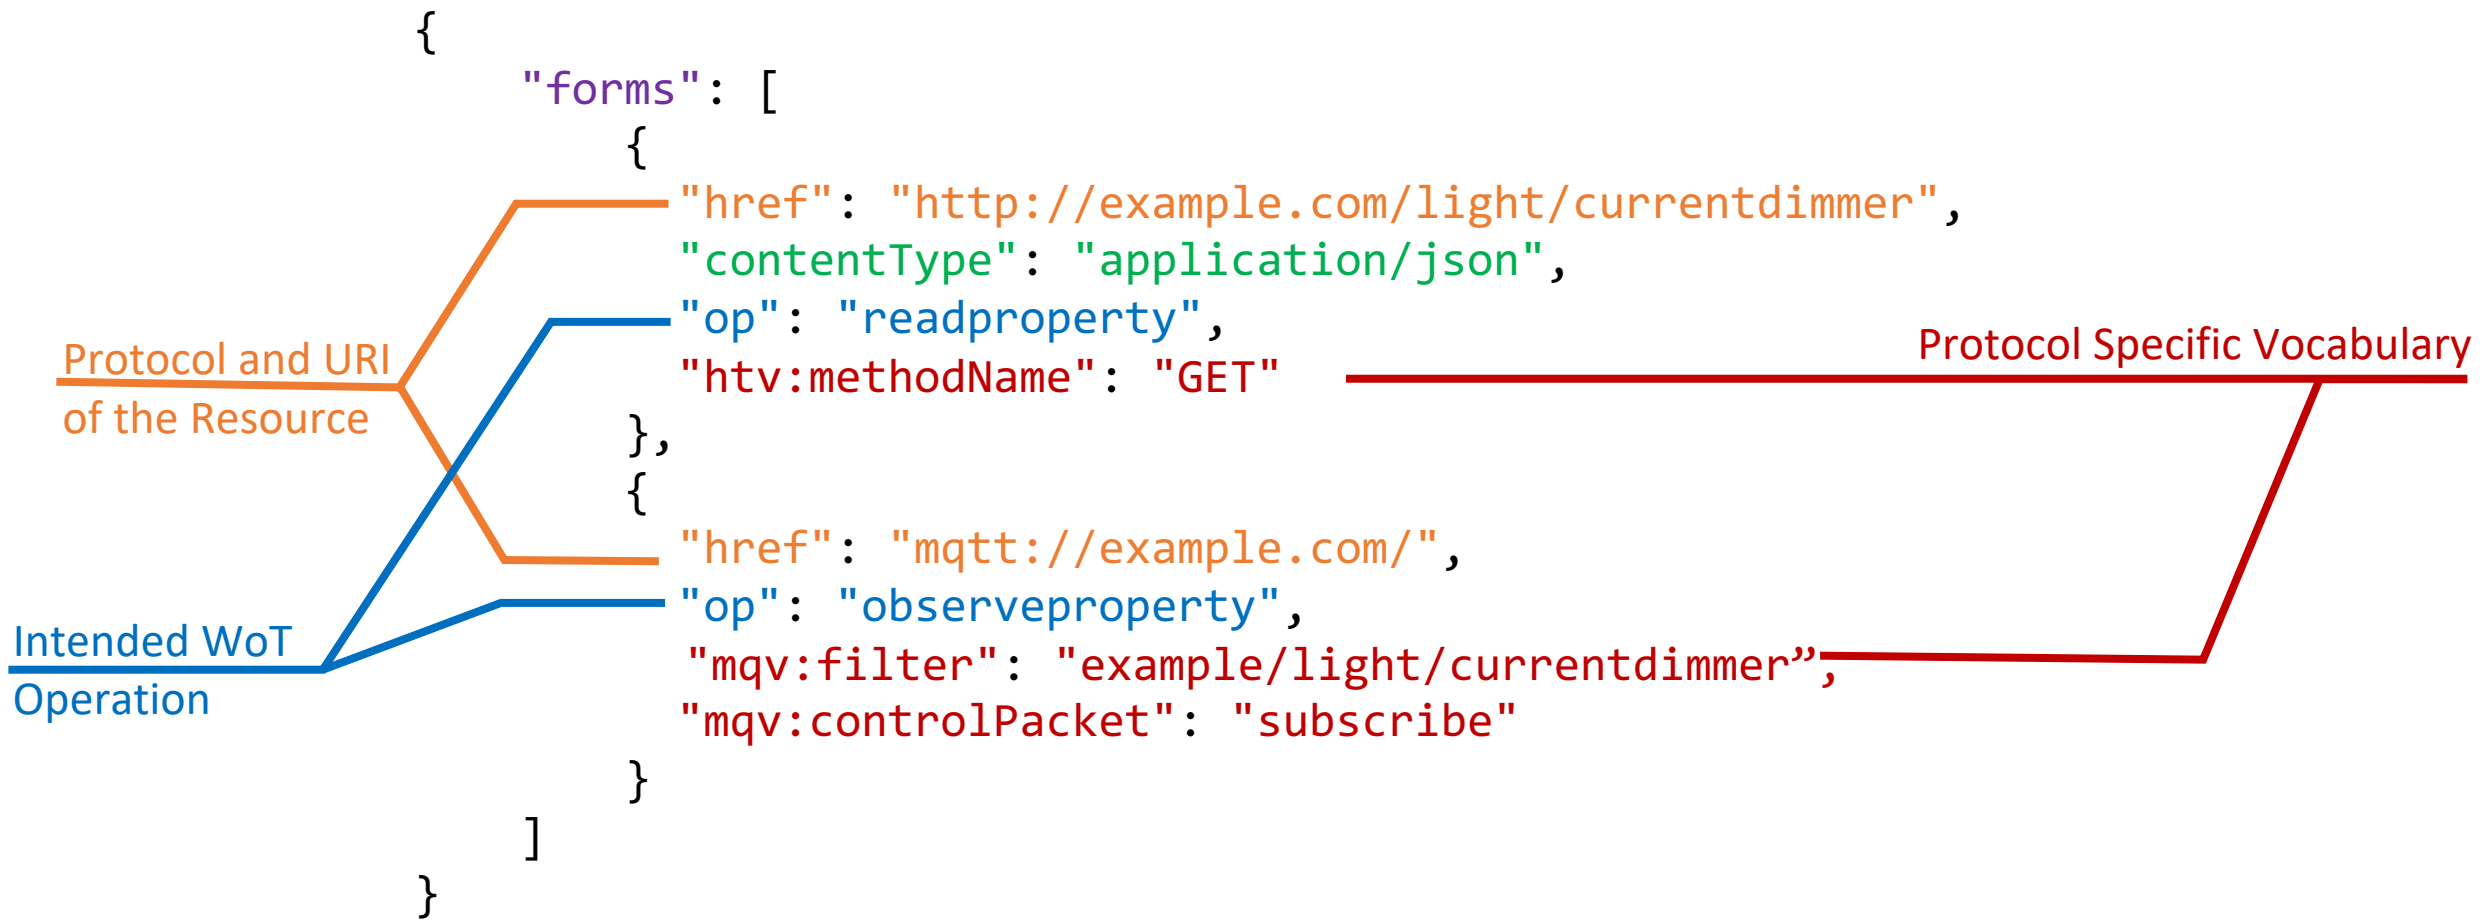 {
"forms": [
{
"href": "http://example.com/light/currentdimmer",
"contentType": "application/json",
"op": "readproperty",
"htv:methodName": "GET"
},
{
"href": "mqtt://example.com/",
"op": "observeproperty",
"mqv:filter": "example/light/currentdimmer”,
"mqv:controlPacket": "subscribe"
}
]
}
Protocol and URI
of the Resource
Intended WoT
Operation
Protocol Specific Vocabulary